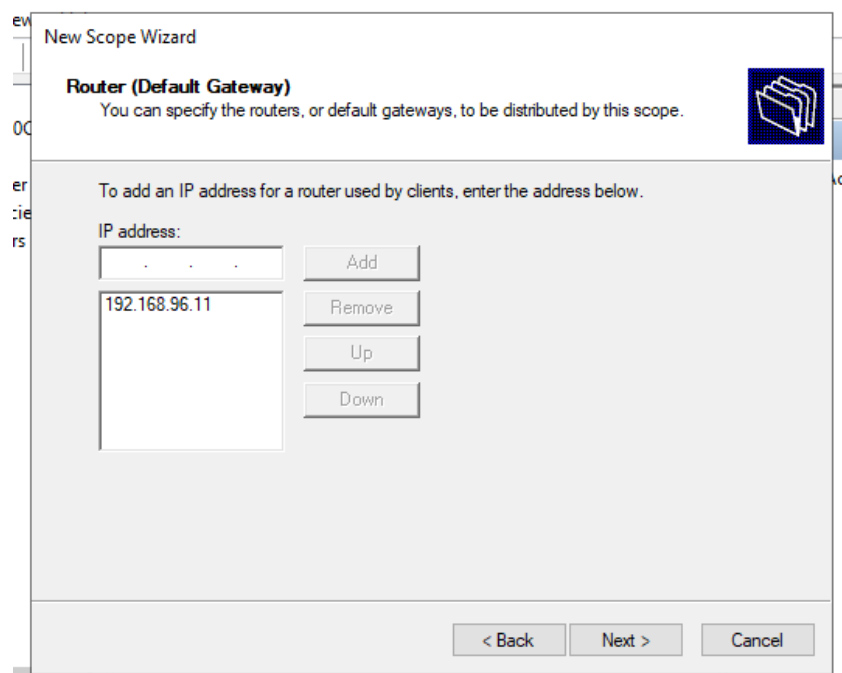 New Scope Wizard
Router (Default Gateway)
You can specify the routers, or default gateways, to be distributed by this scope.
To add an IP address for a router used by clients, enter the address below.
IP address:
. . .
Add
192.168.96.11
Remove
Up
Down
< Back
Next >
Cancel